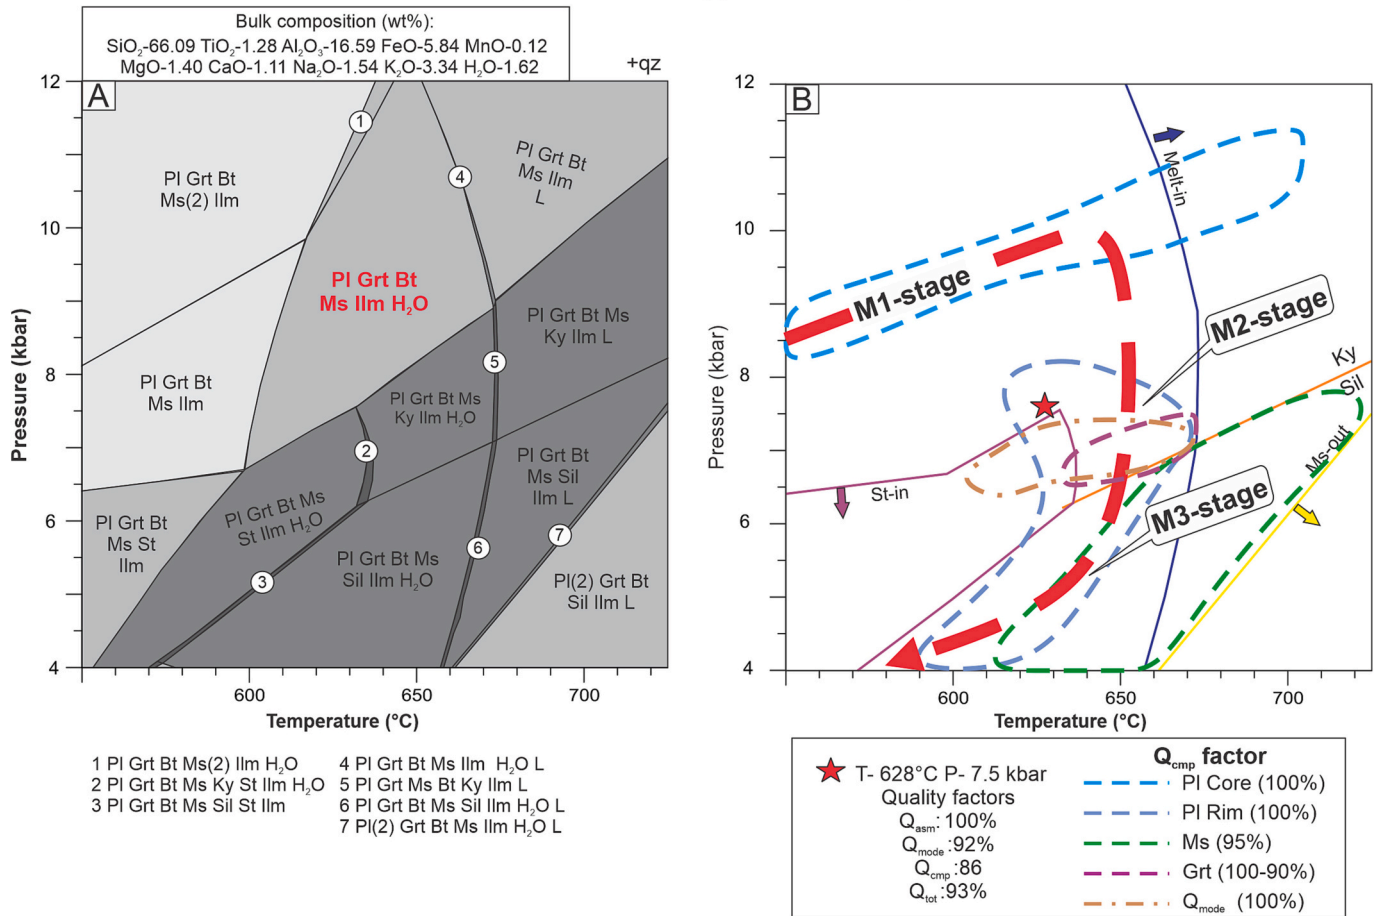 Bulk composition (wt%):
SiO₂-66.09 TiO₂-1.28 Al₂O₃-16.59 FeO-5.84 MnO-0.12
MgO-1.40 CaO-1.11 Na₂O-1.54 K₂O-3.34 H₂O-1.62
+qz
A
12
10
8
6
4
Pressure (kbar)
600
650
700
Temperature (°C)
Pl Grt Bt
Ms(2) Ilm
Pl Grt Bt
Ms Ilm
L
Pl Grt Bt
Ms Ilm H₂O
Pl Grt Bt Ms
Ky Ilm L
Pl Grt Bt
Ms Ilm
Pl Grt Bt Ms
Ky Ilm H₂O
Pl Grt Bt
Ms Sil
Ilm L
Pl Grt Bt Ms
St Ilm H₂O
Pl Grt Bt
Ms St
Ilm
Pl Grt Bt Ms
Sil Ilm H₂O
Pl(2) Grt Bt
Sil Ilm L
1
2
3
4
5
6
7
1 Pl Grt Bt Ms(2) Ilm H₂O
2 Pl Grt Bt Ms Ky St Ilm H₂O
3 Pl Grt Bt Ms Sil St Ilm
4 Pl Grt Bt Ms Ilm H₂O L
5 Pl Grt Ms Bt Ky Ilm L
6 Pl Grt Bt Ms Sil Ilm H₂O L
7 Pl(2) Grt Bt Ms Ilm H₂O L
B
12
10
8
6
4
Pressure (kbar)
600
650
700
Temperature (°C)
Melt-in
M1-stage
M2-stage
Ky
Sil
Ms-out
St-in
M3-stage
T- 628°C P- 7.5 kbar
Quality factors
Qasm: 100%
Qmode :92%
Qcmp :86
Qtot :93%
Qcmp factor
Pl Core (100%)
Pl Rim (100%)
Ms (95%)
Grt (100-90%)
Qmode (100%)